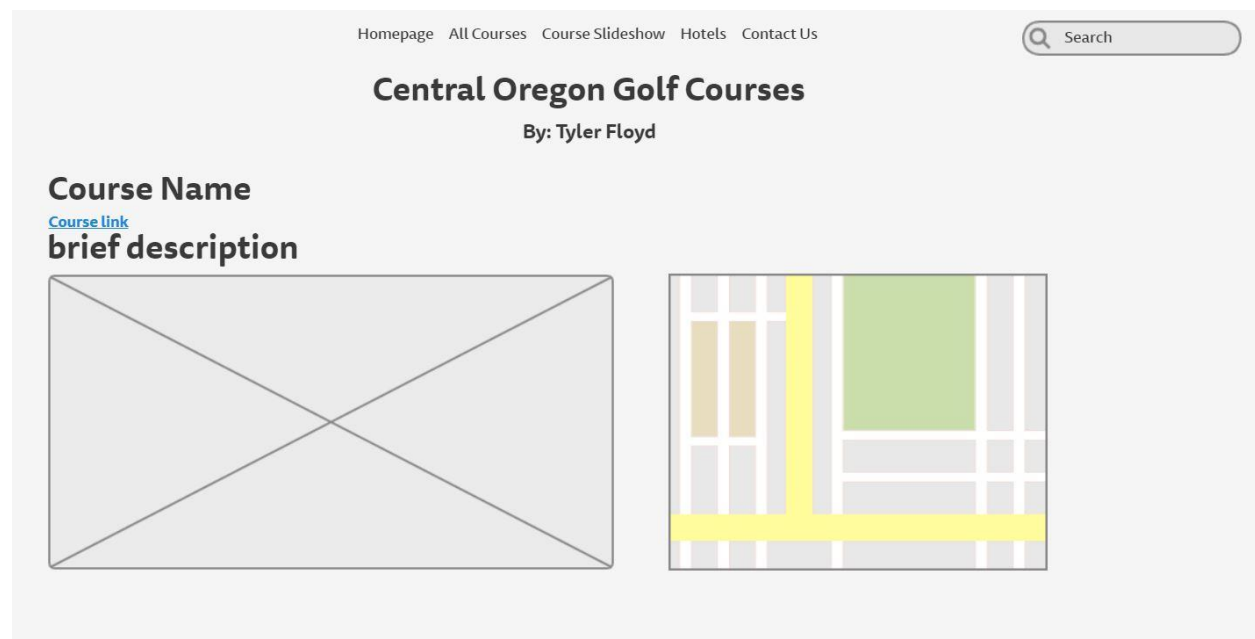 Homepage All Courses Course Slideshow Hotels Contact Us
Search
Central Oregon Golf Courses
By: Tyler Floyd
Course Name
Course link
brief description